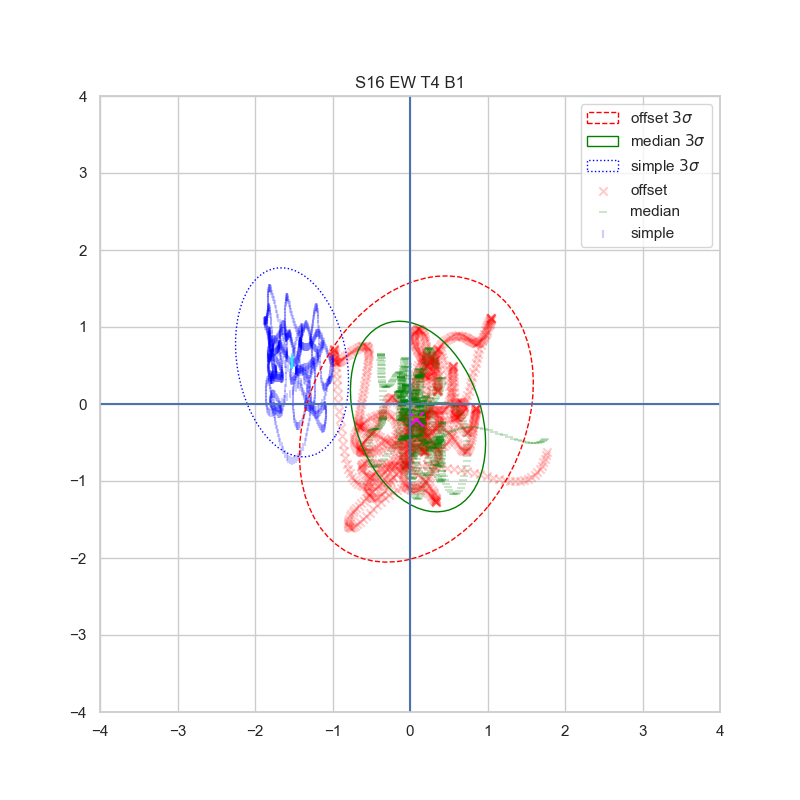 S16 EW T4 B1
offset 3σ
median 3σ
simple 3σ
offset
median
simple
4
3
2
1
0
−1
−2
−3
−4
−4 −3 −2 −1 0 1 2 3 4